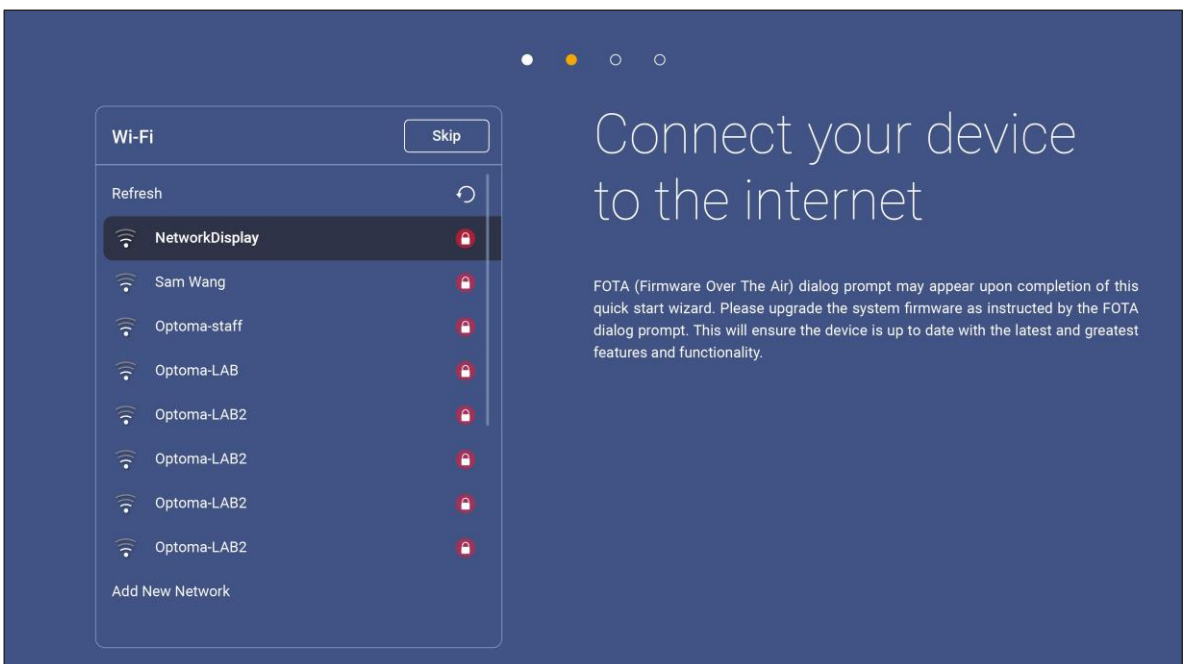 Wi-Fi
Skip
Refresh
NetworkDisplay
Sam Wang
Optoma-staff
Optoma-LAB
Optoma-LAB2
Optoma-LAB2
Optoma-LAB2
Optoma-LAB2
Add New Network
Connect your device
to the internet
FOTA (Firmware Over The Air) dialog prompt may appear upon completion of this
quick start wizard. Please upgrade the system firmware as instructed by the FOTA
dialog prompt. This will ensure the device is up to date with the latest and greatest
features and functionality.